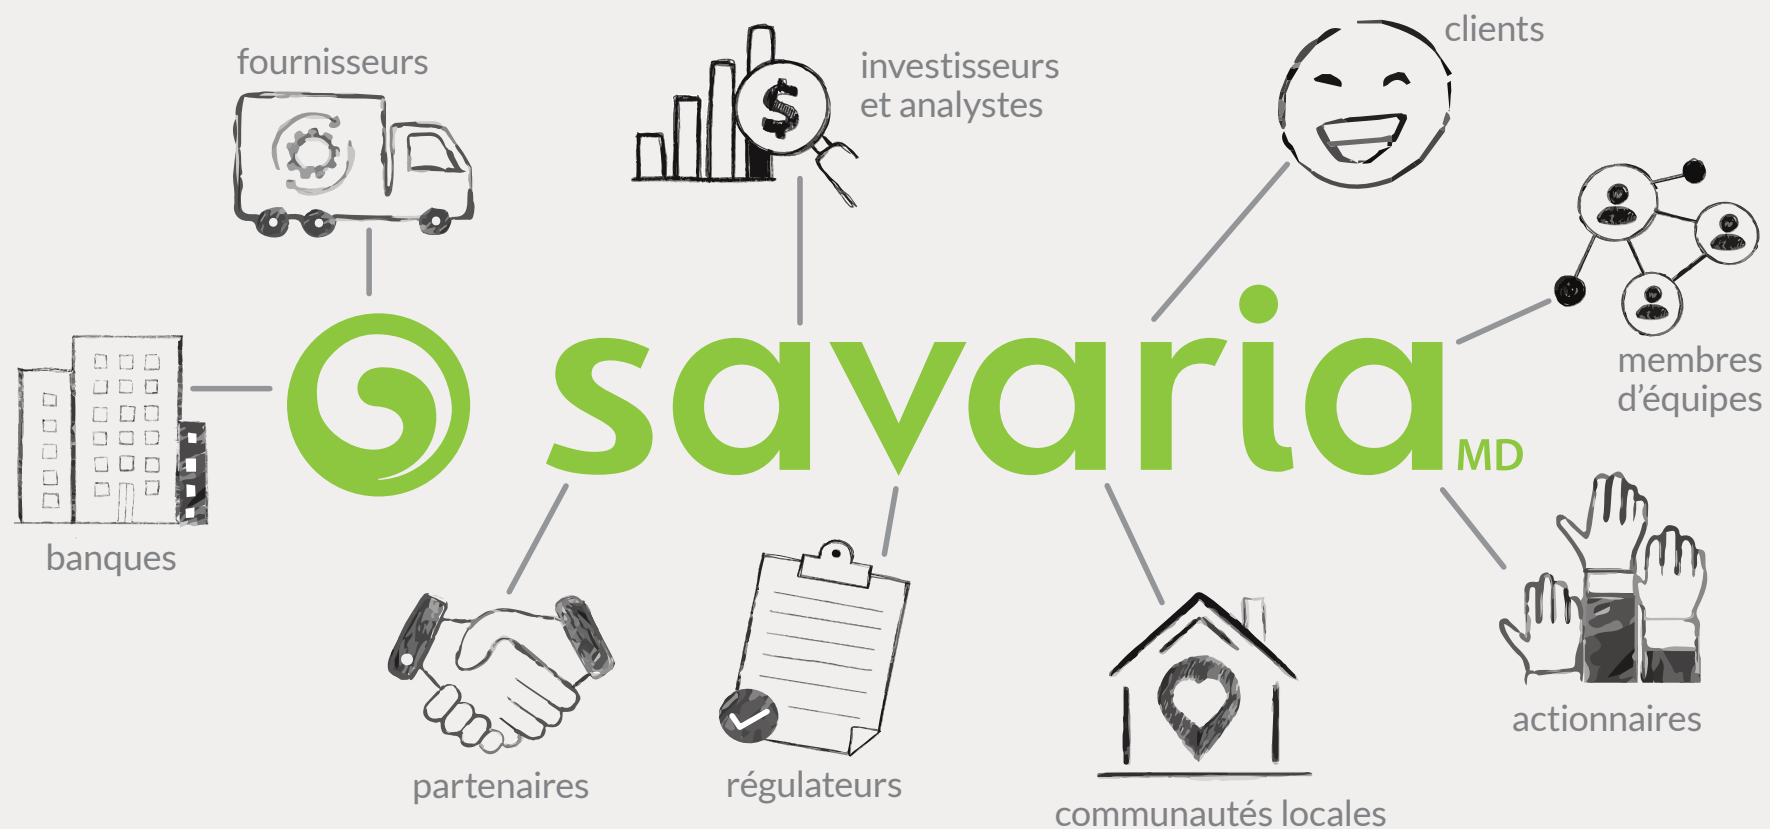 clients
fournisseurs
investisseurs
et analystes
$
savaria MD
membres
d’équipes
banques
actionnaires
partenaires
régulateurs
communautés locales